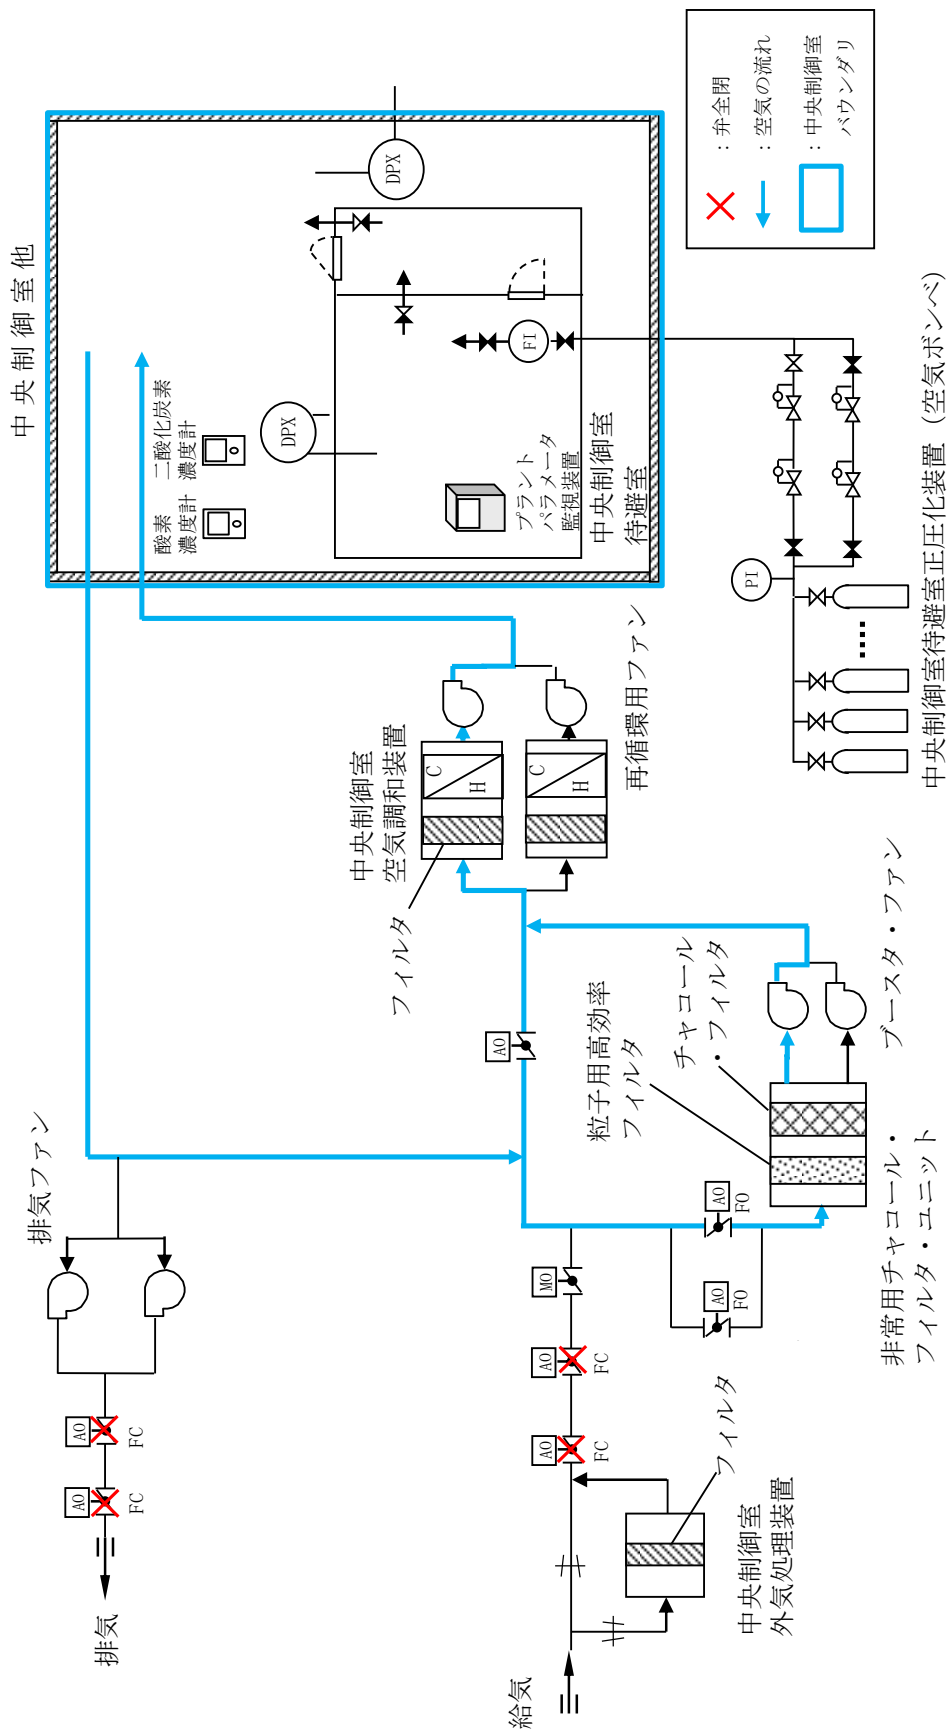 中央制御室他
酸素
濃度計
二酸化炭素
濃度計
DPX
DPX
FI
プラント
パラメータ
監視装置
中央制御室
待避室
：弁全閉
：空気の流れ
：中央制御室
バウンダリ
排気ファン
AO
FC
AO
FC
排気
中央制御室
空気調和装置
フィルタ
C
H
C
H
再循環用ファン
PI
中央制御室待避室正圧化装置（空気ボンベ）
AO
粒子用高効率
フィルタ
チャコール
・フィルタ
ブースタ・ファン
非常用チャコール・
フィルタ・ユニット
AO
FO
AO
FO
MO
AO
FC
AO
FC
フィルタ
中央制御室
外気処理装置
給気